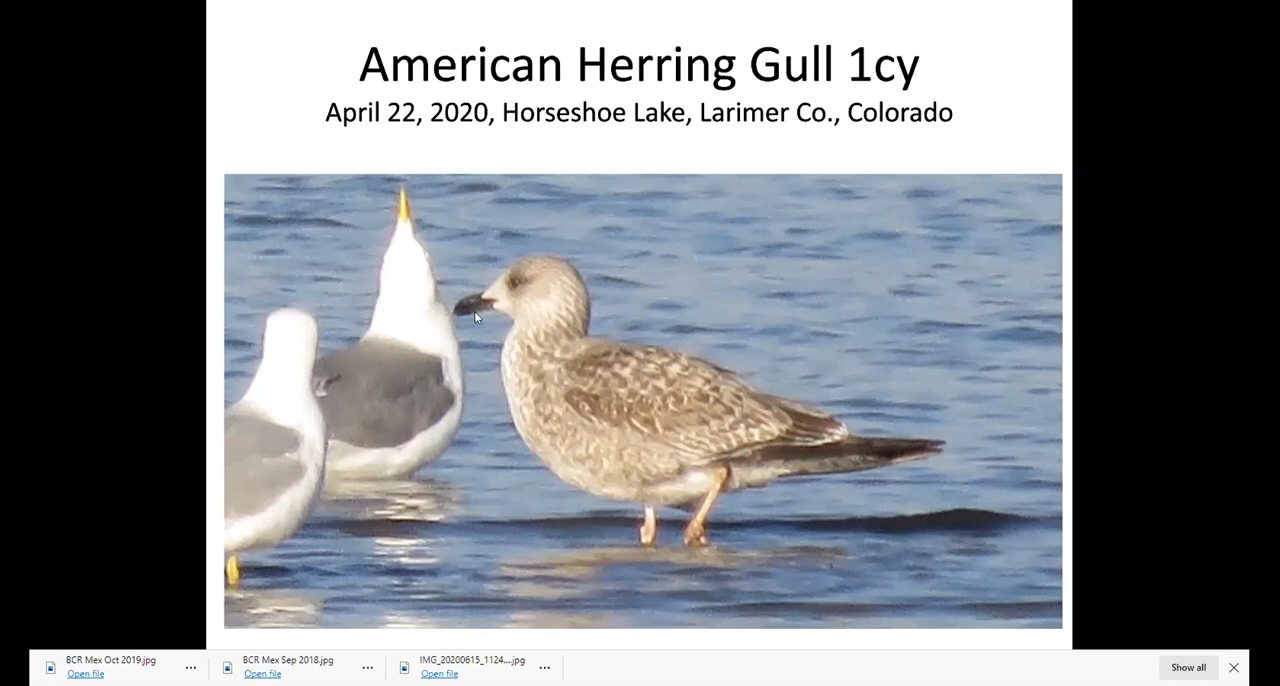 American Herring Gull 1cy
April 22, 2020, Horseshoe Lake, Larimer Co., Colorado
BCR Mex Oct 2019.jpg
Open file
BCR Mex Sep 2018.jpg
Open file
IMG_20200615_1124....jpg
Open file
Show all